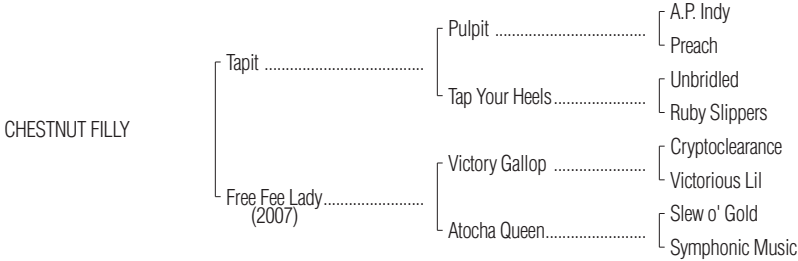 A.P. Indy
Pulpit ....................................
Preach
Tapit ......................................
Unbridled
Tap Your Heels......................
Ruby Slippers
CHESTNUT FILLY
Cryptoclearance
Victory Gallop ......................
Victorious Lil
Free Fee Lady........................
(2007)
Slew o' Gold
Atocha Queen........................
Symphonic Music